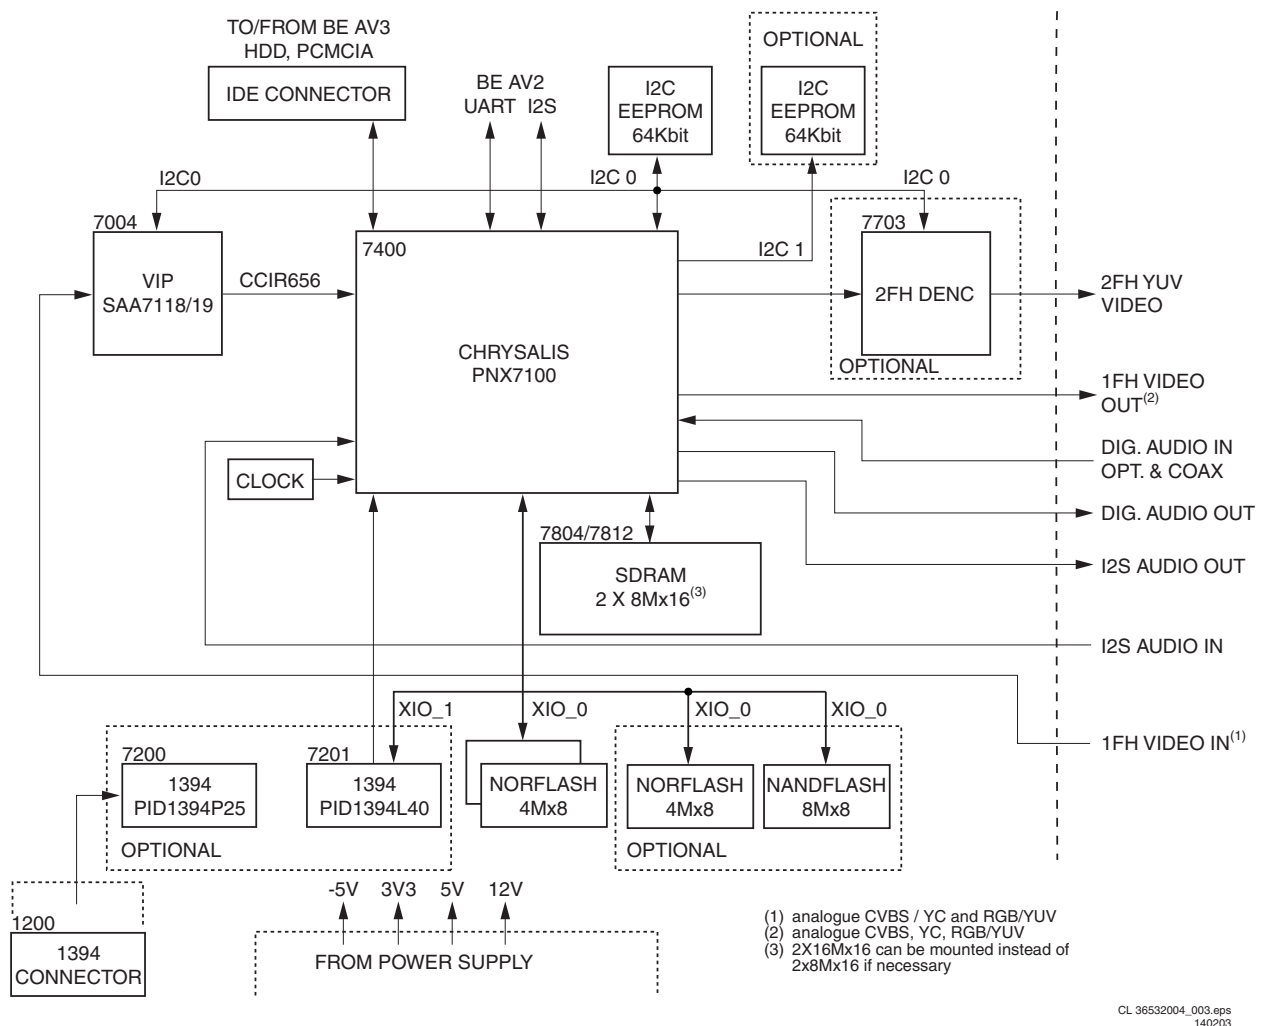 TO/FROM BE AV3
HDD, PCMCIA
IDE CONNECTOR
BE AV2
UART I2S
I2C
EEPROM
64Kbit
OPTIONAL
I2C
EEPROM
64Kbit
I2C0
I2C 0
I2C 0
7004
VIP
SAA7118/19
CCIR656
7400
CHRYSALIS
PNX7100
I2C 1
7703
2FH DENC
OPTIONAL
2FH YUV
VIDEO
1FH VIDEO
OUT(2)
DIG. AUDIO IN
OPT. & COAX
DIG. AUDIO OUT
I2S AUDIO OUT
I2S AUDIO IN
1FH VIDEO IN(1)
CLOCK
7804/7812
SDRAM
2 X 8Mx16(3)
XIO_1
XIO_0
XIO_0
XIO_0
7200
1394
PID1394P25
7201
1394
PID1394L40
OPTIONAL
NORFLASH
4Mx8
NORFLASH
4Mx8
NANDFLASH
8Mx8
OPTIONAL
1200
1394
CONNECTOR
-5V 3V3 5V 12V
FROM POWER SUPPLY
(1) analogue CVBS / YC and RGB/YUV
(2) analogue CVBS, YC, RGB/YUV
(3) 2X16Mx16 can be mounted instead of
2x8Mx16 if necessary
CL 36532004_003.eps
140203